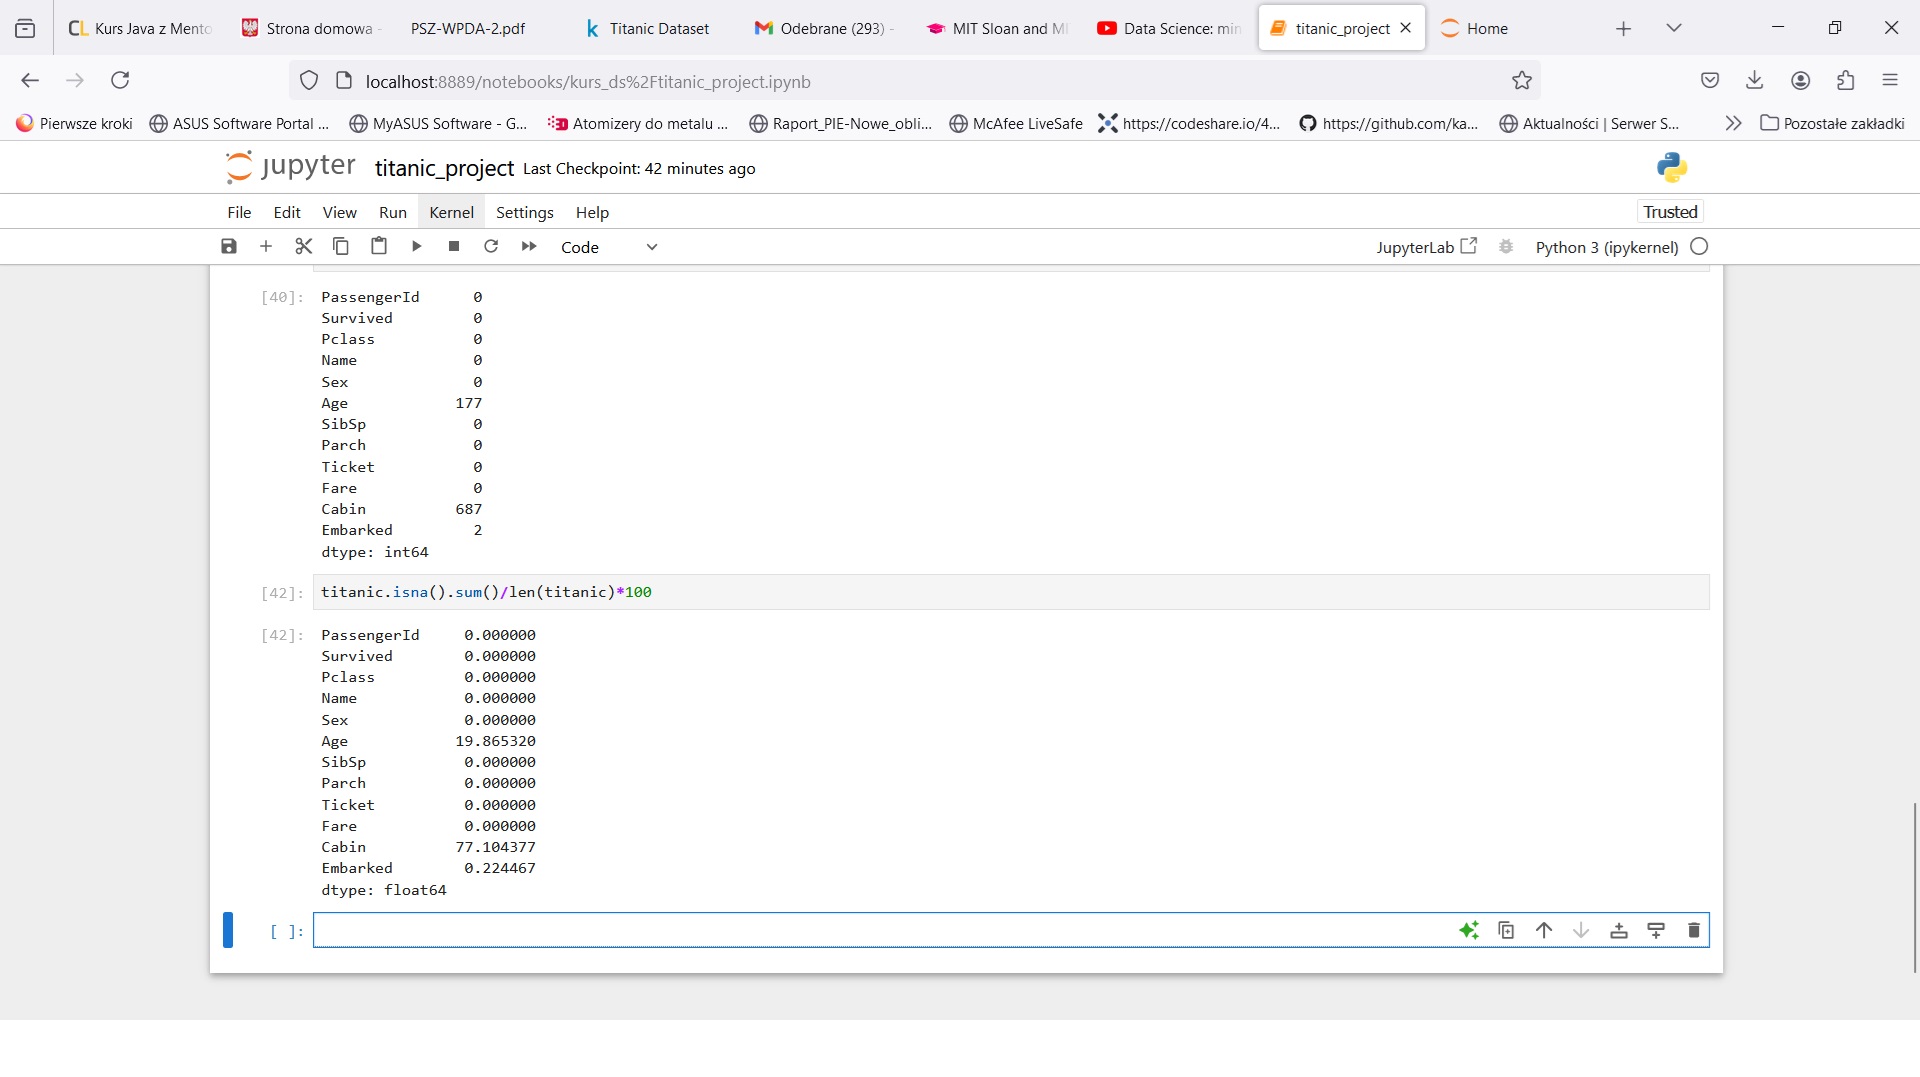 Kurs Java z Mento
Strona domowa -
PSZ-WPDA-2.pdf
Titanic Dataset
Odebrane (293) -
MIT Sloan and MI
Data Science: min
titanic_project
Home
localhost:8889/notebooks/kurs_ds%2Ftitanic_project.ipynb
Pierwsze kroki
ASUS Software Portal ...
MyASUS Software - G...
Atomizery do metalu ...
Raport_PIE-Nowe_obli...
McAfee LiveSafe
https://codeshare.io/4...
https://github.com/ka...
Aktualności | Serwer S...
Pozostałe zakładki
jupyter titanic_project Last Checkpoint: 42 minutes ago
File Edit View Run Kernel Settings Help Trusted
Code JupyterLab Python 3 (ipykernel)
[40]: PassengerId 0
Survived 0
Pclass 0
Name 0
Sex 0
Age 177
SibSp 0
Parch 0
Ticket 0
Fare 0
Cabin 687
Embarked 2
dtype: int64
[42]: titanic.isna().sum()/len(titanic)*100
[42]: PassengerId 0.000000
Survived 0.000000
Pclass 0.000000
Name 0.000000
Sex 0.000000
Age 19.865320
SibSp 0.000000
Parch 0.000000
Ticket 0.000000
Fare 0.000000
Cabin 77.104377
Embarked 0.224467
dtype: float64
[ ]: